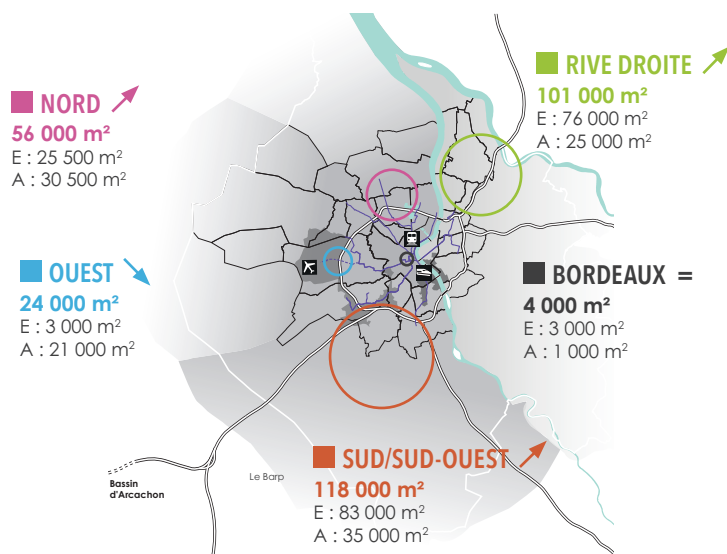 NORD
56 000 m²
E : 25 500 m²
A : 30 500 m²
RIVE DROITE
101 000 m²
E : 76 000 m²
A : 25 000 m²
OUEST
24 000 m²
E : 3 000 m²
A : 21 000 m²
BORDEAUX =
4 000 m²
E : 3 000 m²
A : 1 000 m²
SUD/SUD-OUEST
118 000 m²
E : 83 000 m²
A : 35 000 m²
Bassin
d'Arcachon
Le Barp